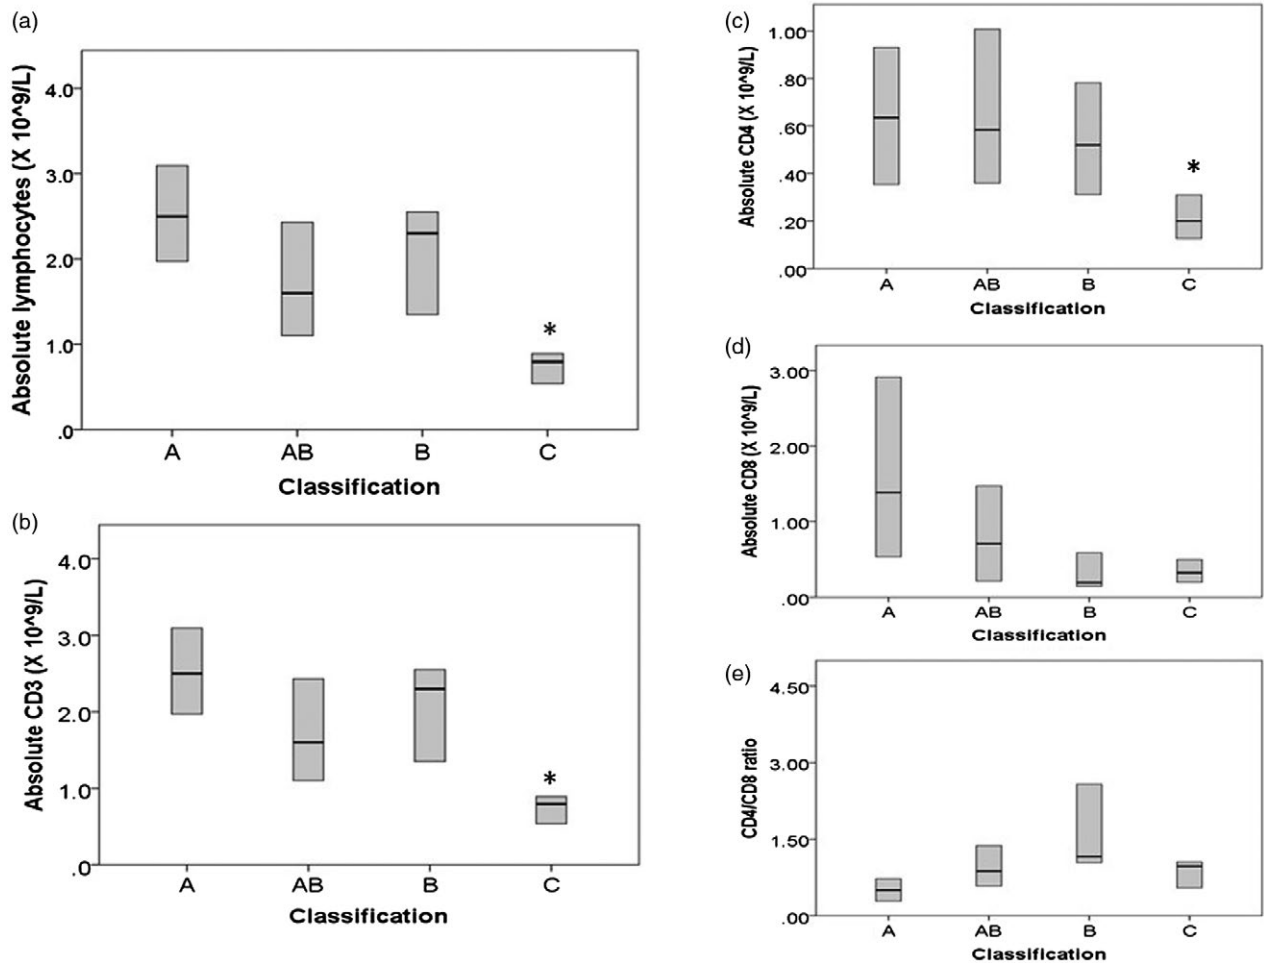 (a)
Absolute lymphocytes (X 10^9/L)
4.0
3.0
2.0
1.0
.0
*
A AB B C
Classification
(b)
Absolute CD3 (X 10^9/L)
4.0
3.0
2.0
1.0
.0
*
A AB B C
Classification
(c)
Absolute CD4 (X 10^9/L)
1.00
.80
.60
.40
.20
.00
*
A AB B C
Classification
(d)
Absolute CD8 (X 10^9/L)
3.00
2.00
1.00
.00
A AB B C
Classification
(e)
CD4/CD8 ratio
4.50
3.00
1.50
.00
A AB B C
Classification